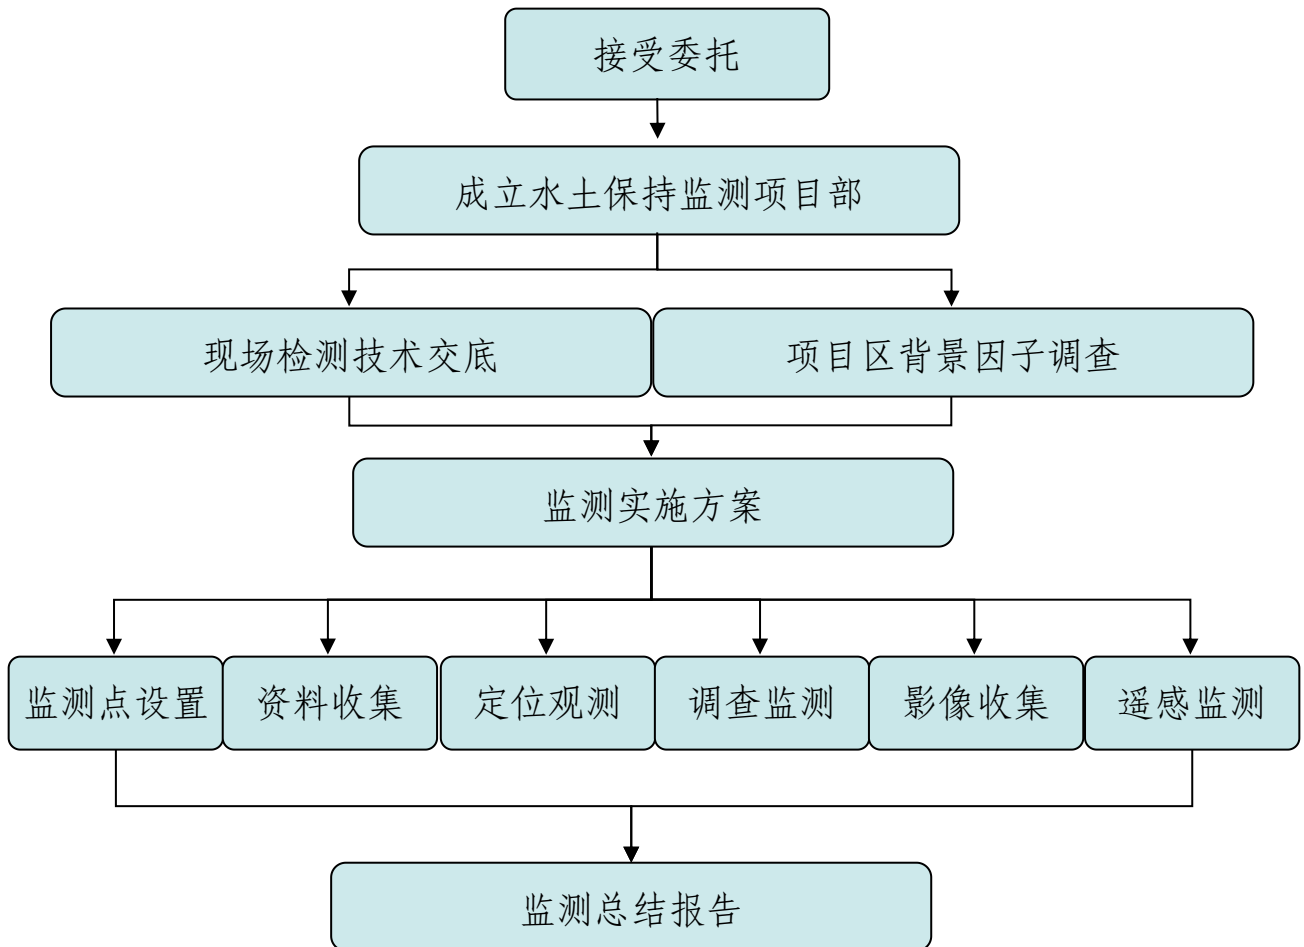 接受委托
成立水土保持监测项目部
现场检测技术交底
项目区背景因子调查
监测实施方案
监测点设置
资料收集
定位观测
调查监测
影像收集
遥感监测
监测总结报告